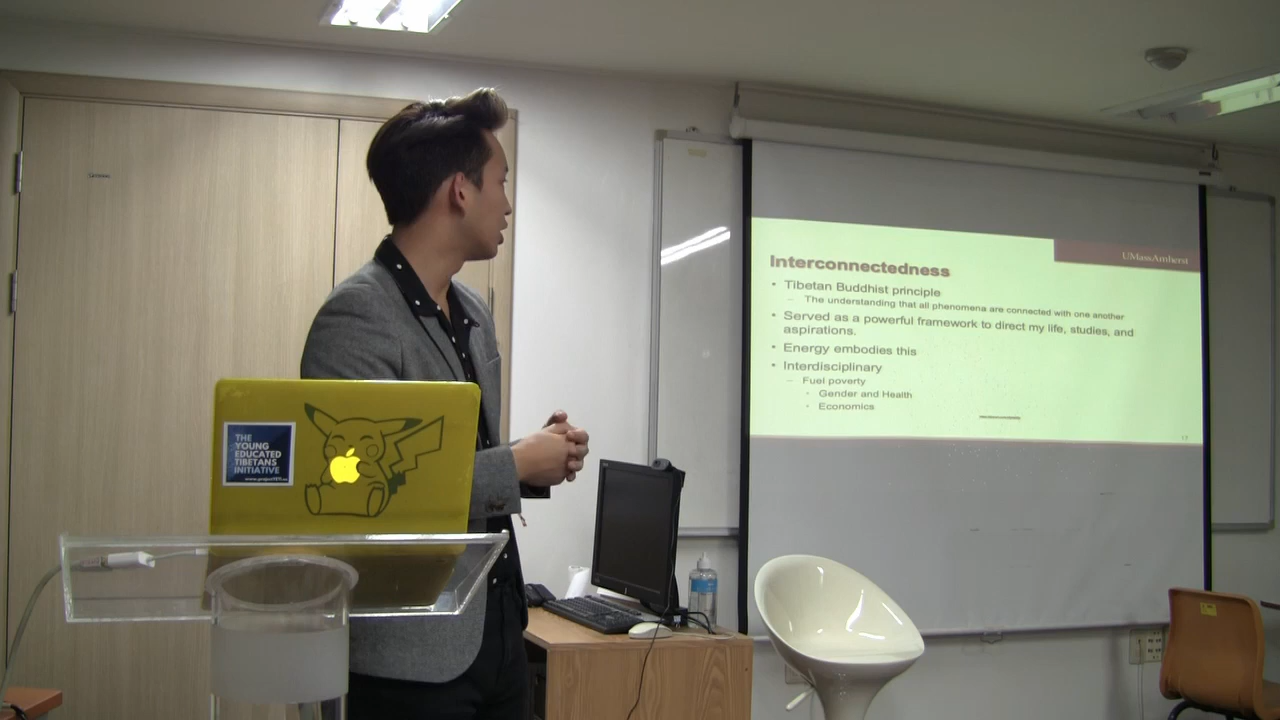 THE
YOUNG
EDUCATED
TIBETANS
INITIATIVE
UMassAmherst
Interconnectedness
• Tibetan Buddhist principle
– The understanding that all phenomena are connected with one another
• Served as a powerful framework to direct my life, studies, and
aspirations.
• Energy embodies this
• Interdisciplinary
– Fuel poverty
• Gender and Health
• Economics